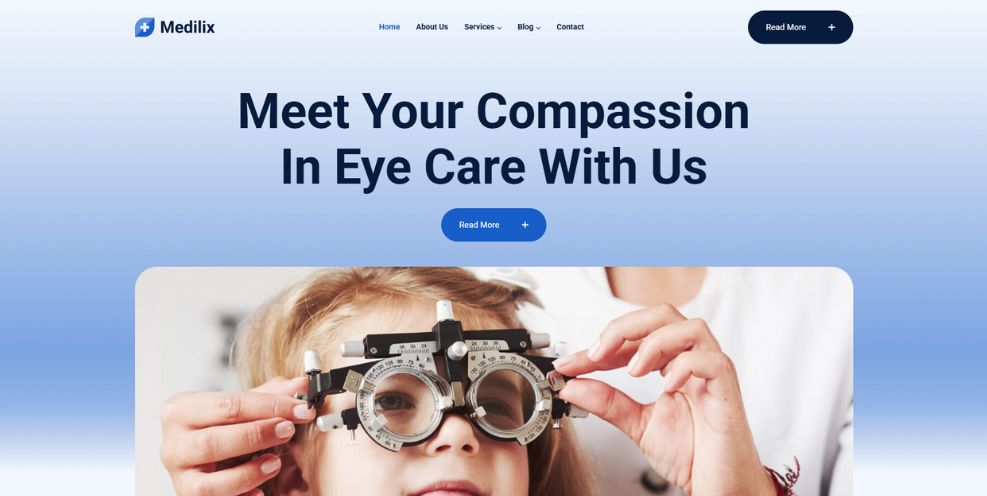 Medilix
Home
About Us
Services
Blog
Contact
Read More
Meet Your Compassion
In Eye Care With Us
Read More